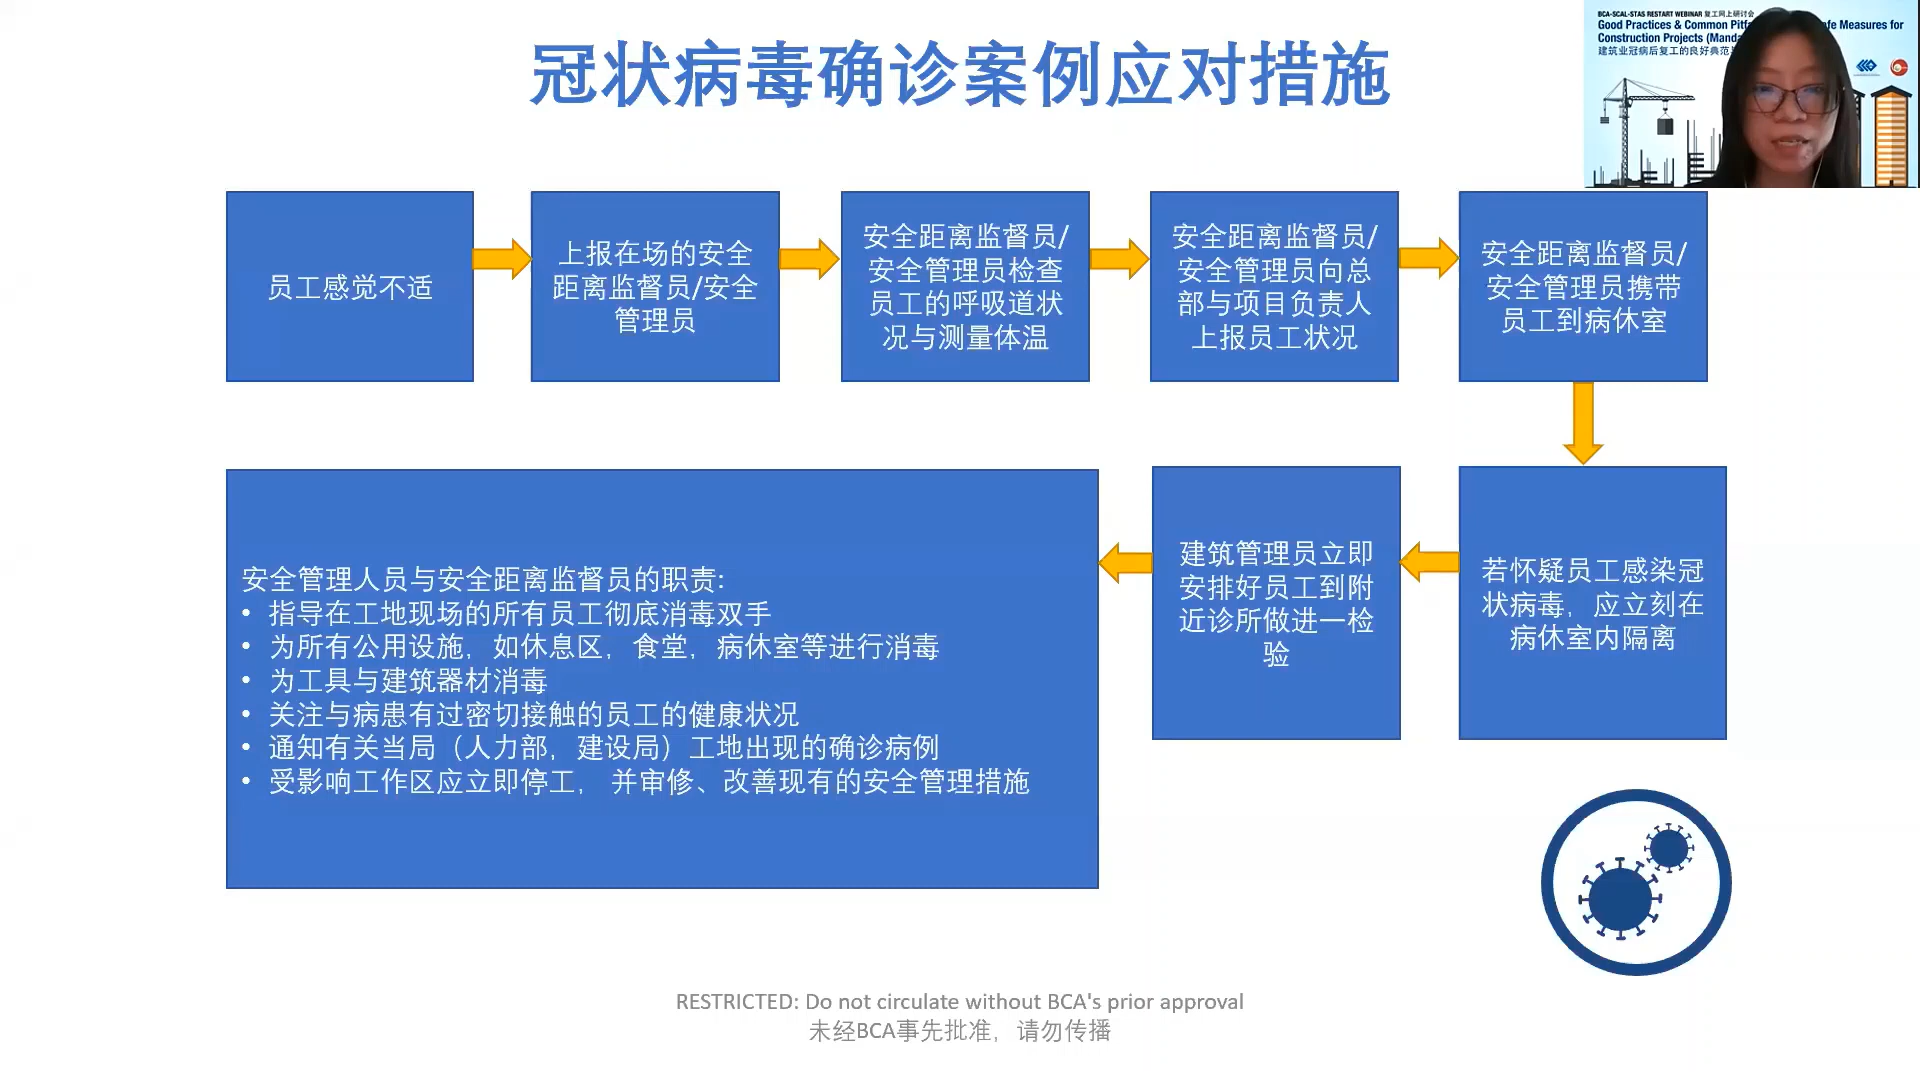 冠状病毒确诊案例应对措施
BCA-SCAL-STAS RESTART WEBINAR 复工网上研讨会
Good Practices & Common
Measures for
Construction Projects
建筑业冠病后复工的良好典范
员工感觉不适
上报在场的安全
距离监督员/安全
管理员
安全距离监督员/
安全管理员检查
员工的呼吸道状
况与测量体温
安全距离监督员/
安全管理员向总
部与项目负责人
上报员工状况
安全距离监督员/
安全管理员携带
员工到病休室
若怀疑员工感染冠
状病毒，应立刻在
病休室内隔离
建筑管理员立即
安排好员工到附
近诊所做进一检
验
安全管理人员与安全距离监督员的职责:
• 指导在工地现场的所有员工彻底消毒双手
• 为所有公用设施，如休息区，食堂，病休室等进行消毒
• 为工具与建筑器材消毒
• 关注与病患有过密切接触的员工的健康状况
• 通知有关当局（人力部，建设局）工地出现的确诊病例
• 受影响工作区应立即停工， 并审修、改善现有的安全管理措施
RESTRICTED: Do not circulate without BCA's prior approval
未经BCA事先批准，请勿传播